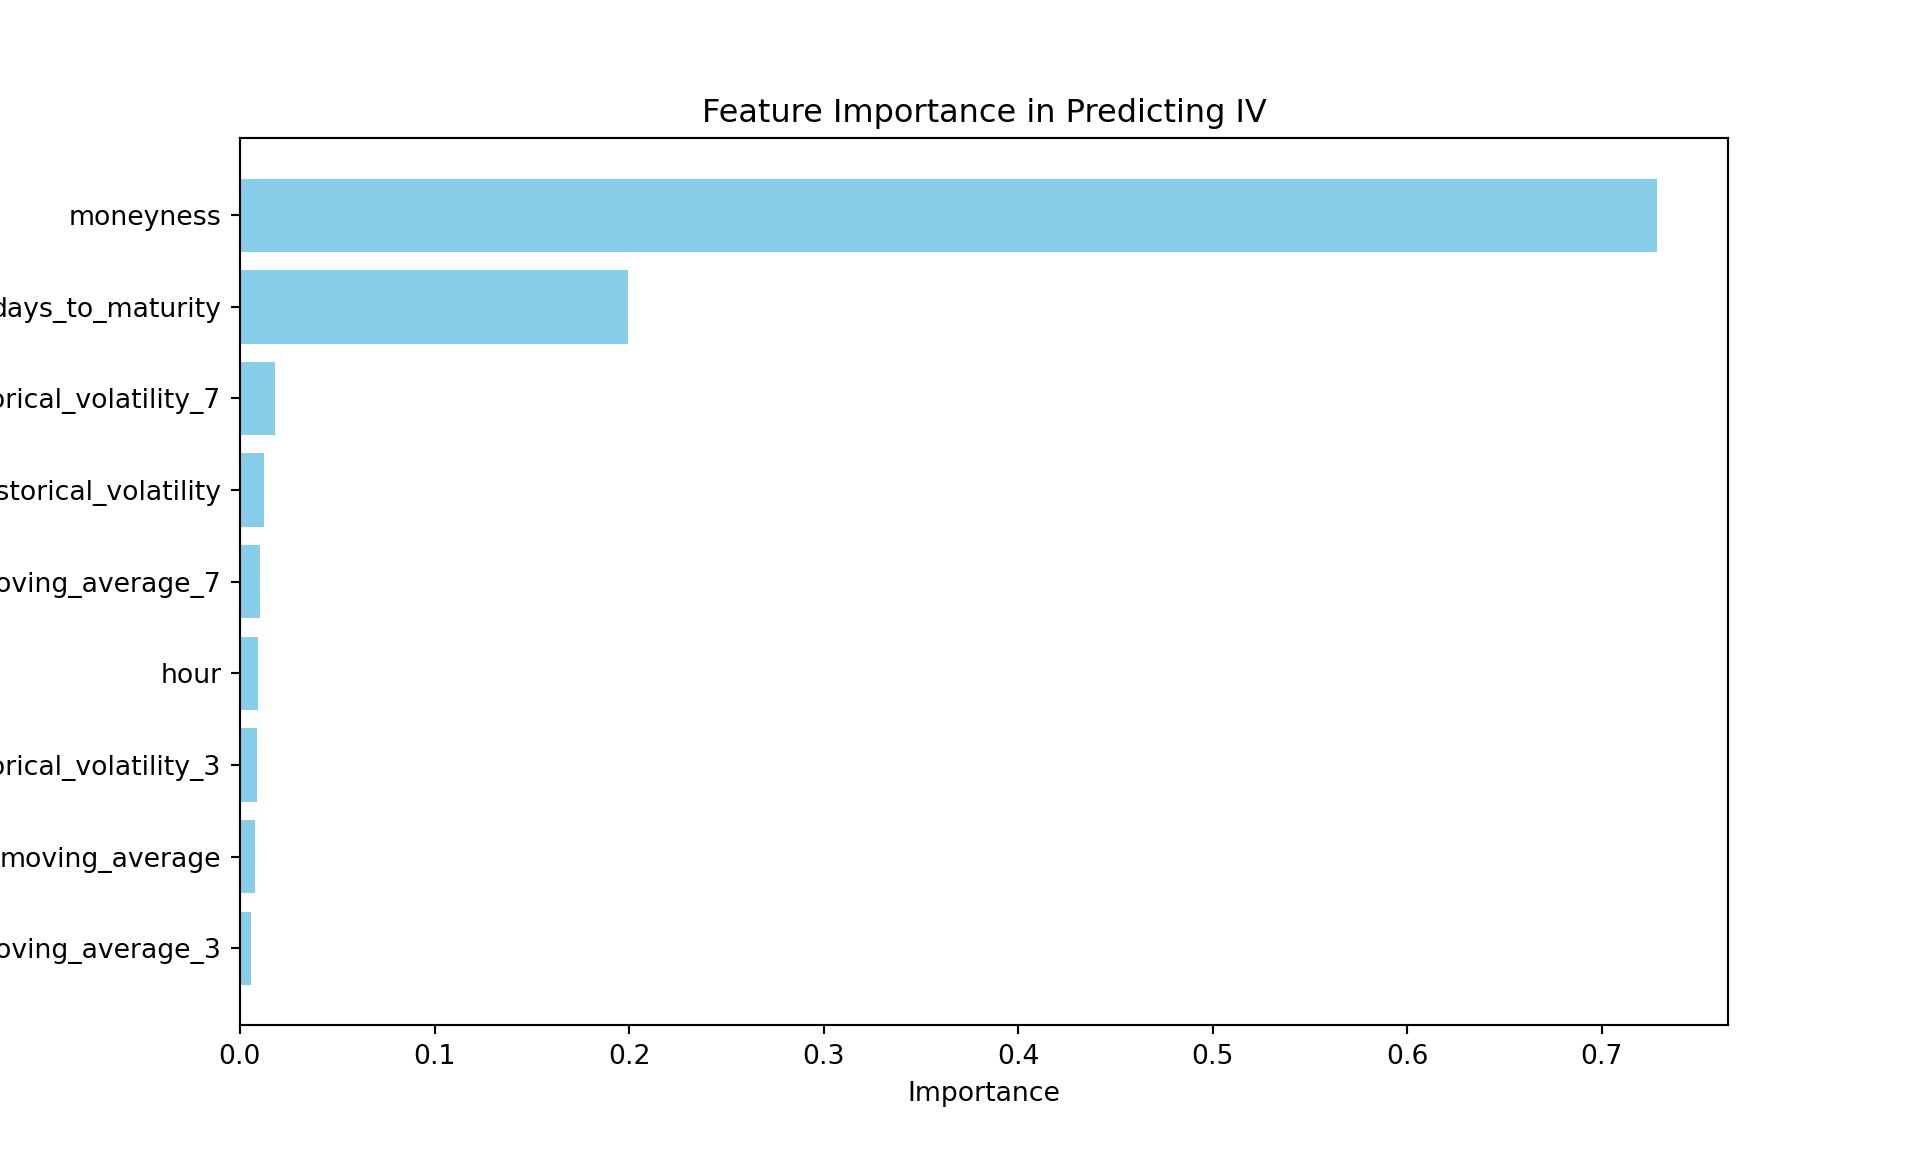 Feature Importance in Predicting IV
moneyness
days_to_maturity
orical_volatility_7
storical_volatility
oving_average_7
hour
orical_volatility_3
moving_average
oving_average_3
0.0 0.1 0.2 0.3 0.4 0.5 0.6 0.7
Importance